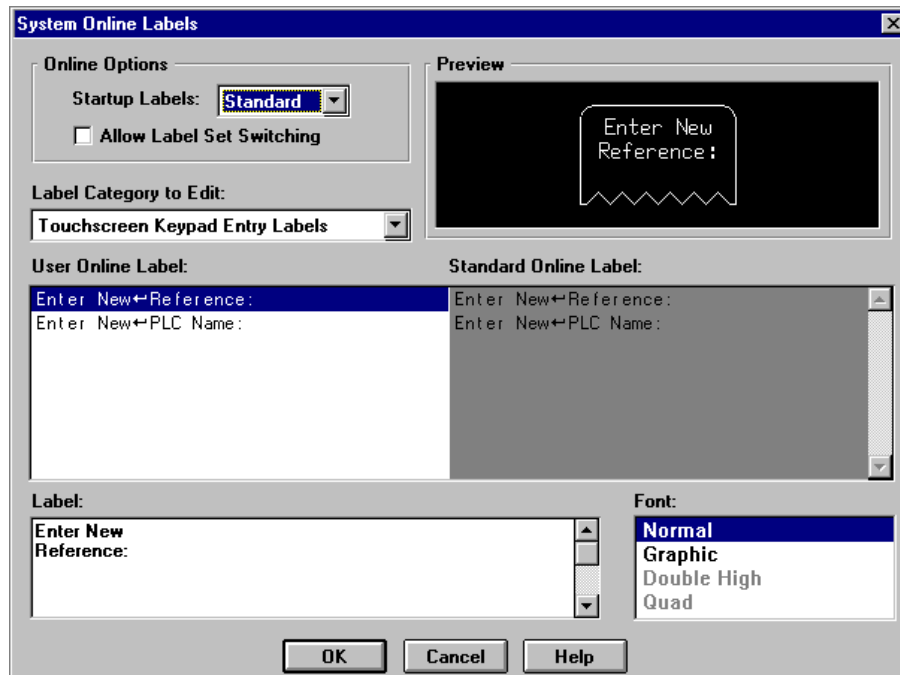 System Online Labels
Online Options
Startup Labels: Standard
Allow Label Set Switching
Preview
Enter New
Reference:
Label Category to Edit:
Touchscreen Keypad Entry Labels
User Online Label:
Standard Online Label:
Enter New↵Reference:
Enter New↵PLC Name:
Enter New↵Reference:
Enter New↵PLC Name:
Label:
Enter New
Reference:
Font:
Normal
Graphic
Double High
Quad
OK
Cancel
Help